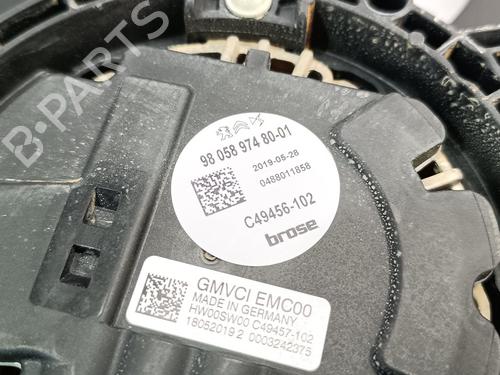 B-PARTS
98 058 974 80-01
2019-05-28
0488011858
C49456-102
brose
GMVCI EMC00
MADE IN GERMANY
HW00SW00 C49457-102
18052019 2 0003242375